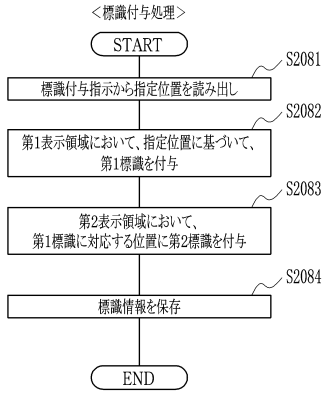 <標識付与処理>
START
S2081
標識付与指示から指定位置を読み出し
S2082
第1表示領域において、指定位置に基づいて、
第1標識を付与
S2083
第2表示領域において、
第1標識に対応する位置に第2標識を付与
S2084
標識情報を保存
END